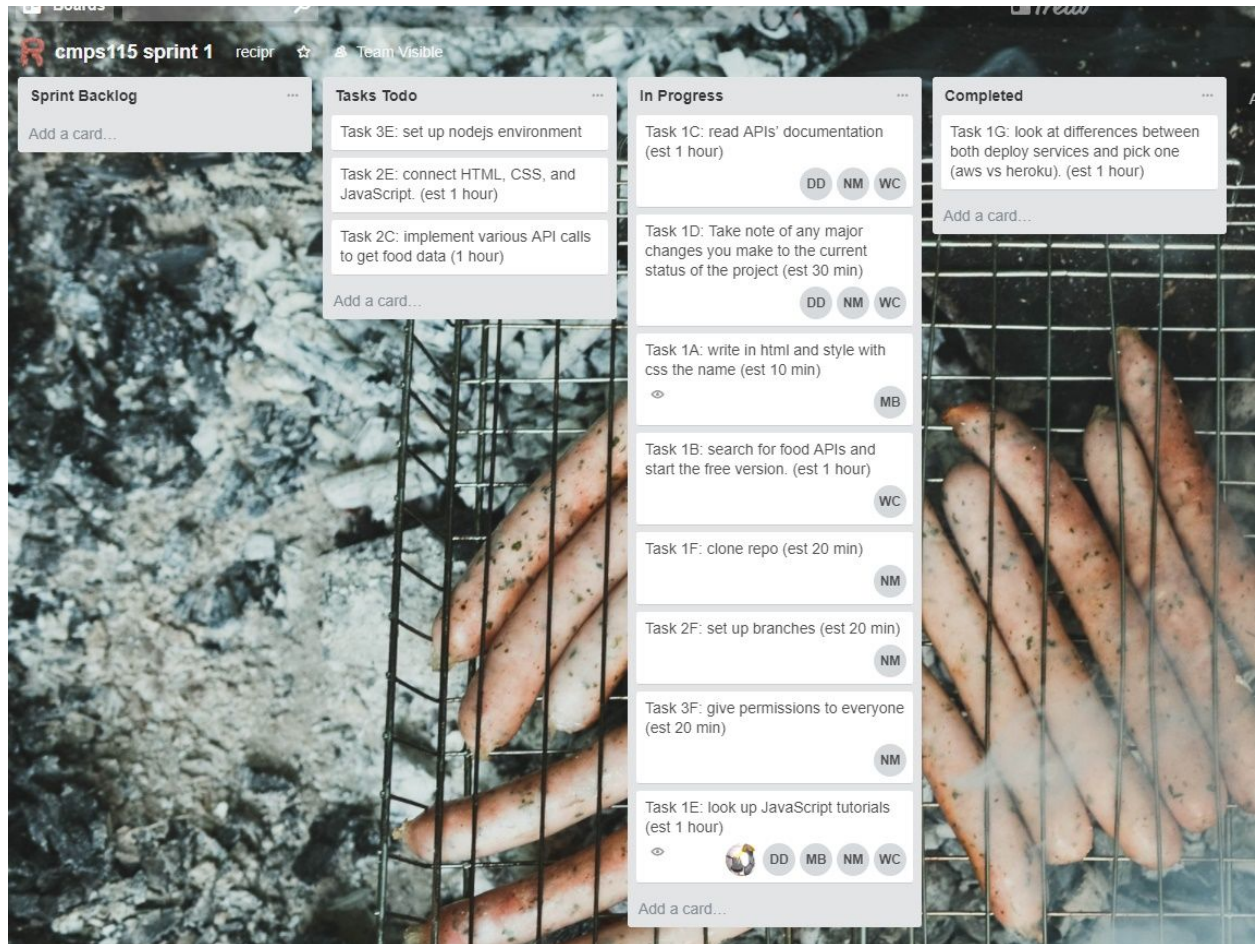 Boards
cmps115 sprint 1 recipr Team Visible
Sprint Backlog
Add a card...
Tasks Todo
Task 3E: set up nodejs environment
Task 2E: connect HTML, CSS, and
JavaScript. (est 1 hour)
Task 2C: implement various API calls
to get food data (1 hour)
Add a card...
In Progress
Task 1C: read APIs’ documentation
(est 1 hour)
DD NM WC
Task 1D: Take note of any major
changes you make to the current
status of the project (est 30 min)
DD NM WC
Task 1A: write in html and style with
css the name (est 10 min)
MB
Task 1B: search for food APIs and
start the free version. (est 1 hour)
WC
Task 1F: clone repo (est 20 min)
NM
Task 2F: set up branches (est 20 min)
NM
Task 3F: give permissions to everyone
(est 20 min)
NM
Task 1E: look up JavaScript tutorials
(est 1 hour)
DD MB NM WC
Add a card...
Completed
Task 1G: look at differences between
both deploy services and pick one
(aws vs heroku). (est 1 hour)
Add a card...